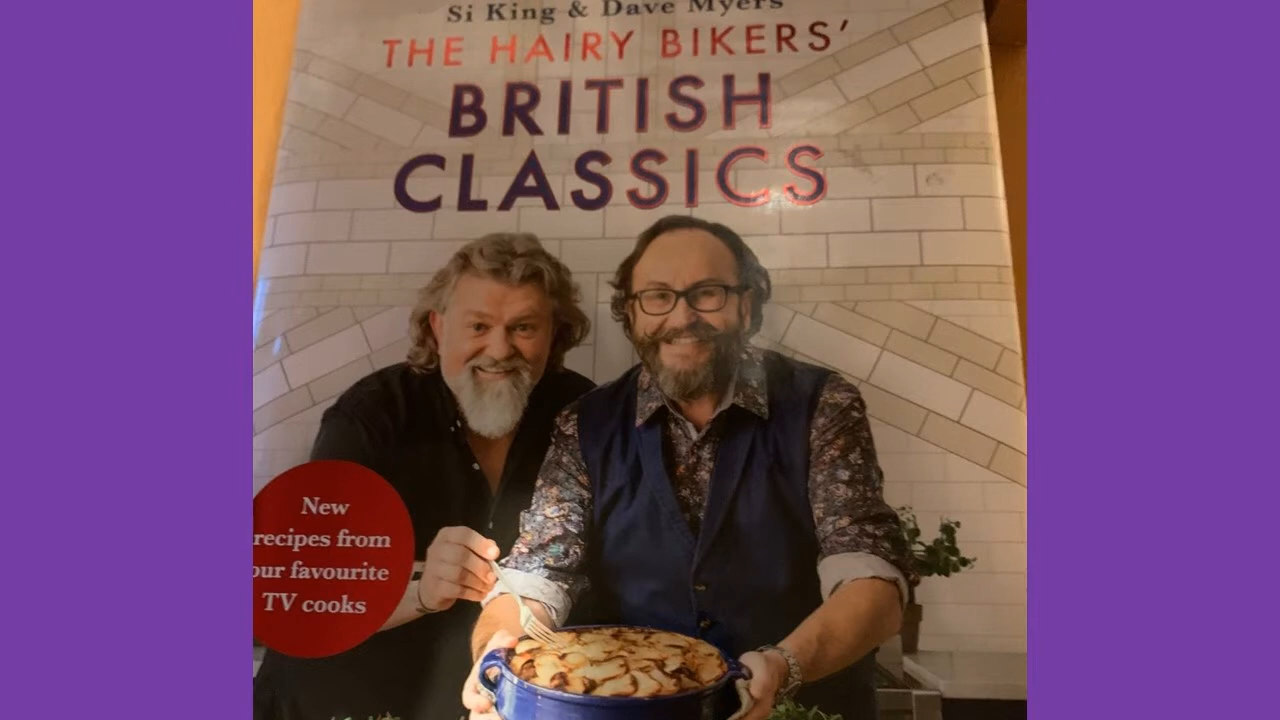 Si King & Dave Myers
THE HAIRY BIKERS'
BRITISH
CLASSICS
New
recipes from
our favourite
TV cooks